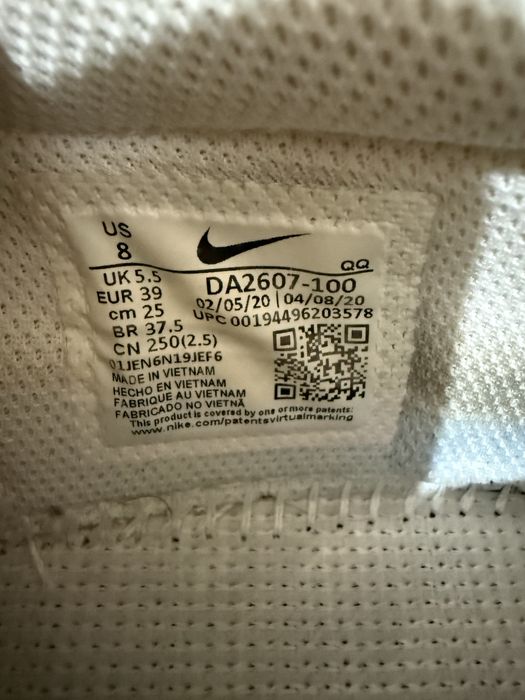 US
8
QQ
UK 5.5
DA2607-100
EUR 39
02/05/20 | 04/08/20
cm 25
UPC 00194496203578
BR 37.5
CN 250(2.5)
01JEN6N19JEF6
MADE IN VIETNAM
HECHO EN VIETNAM
FABRIQUE AU VIETNAM
FABRICADO NO VIETNÃ
This product is covered by one or more patents:
www.nike.com/patentsvirtualmarking